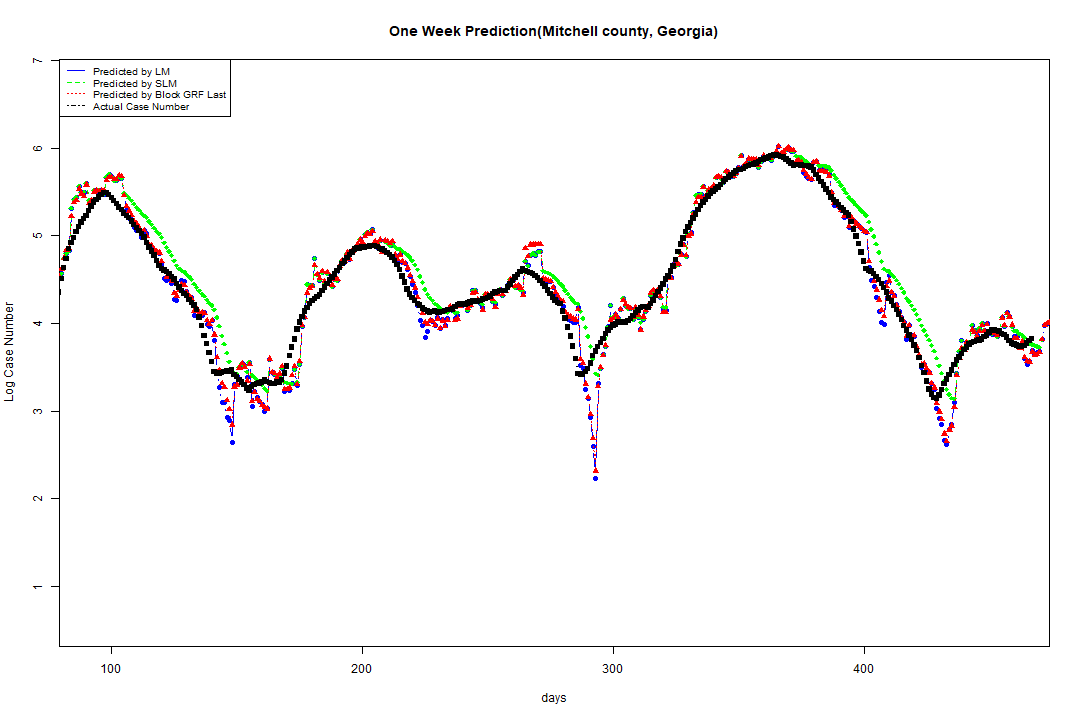 One Week Prediction(Mitchell county, Georgia)
Predicted by LM
Predicted by SLM
Predicted by Block GRF Last
Actual Case Number
7
6
5
4
3
2
1
Log Case Number
100 200 300 400
days